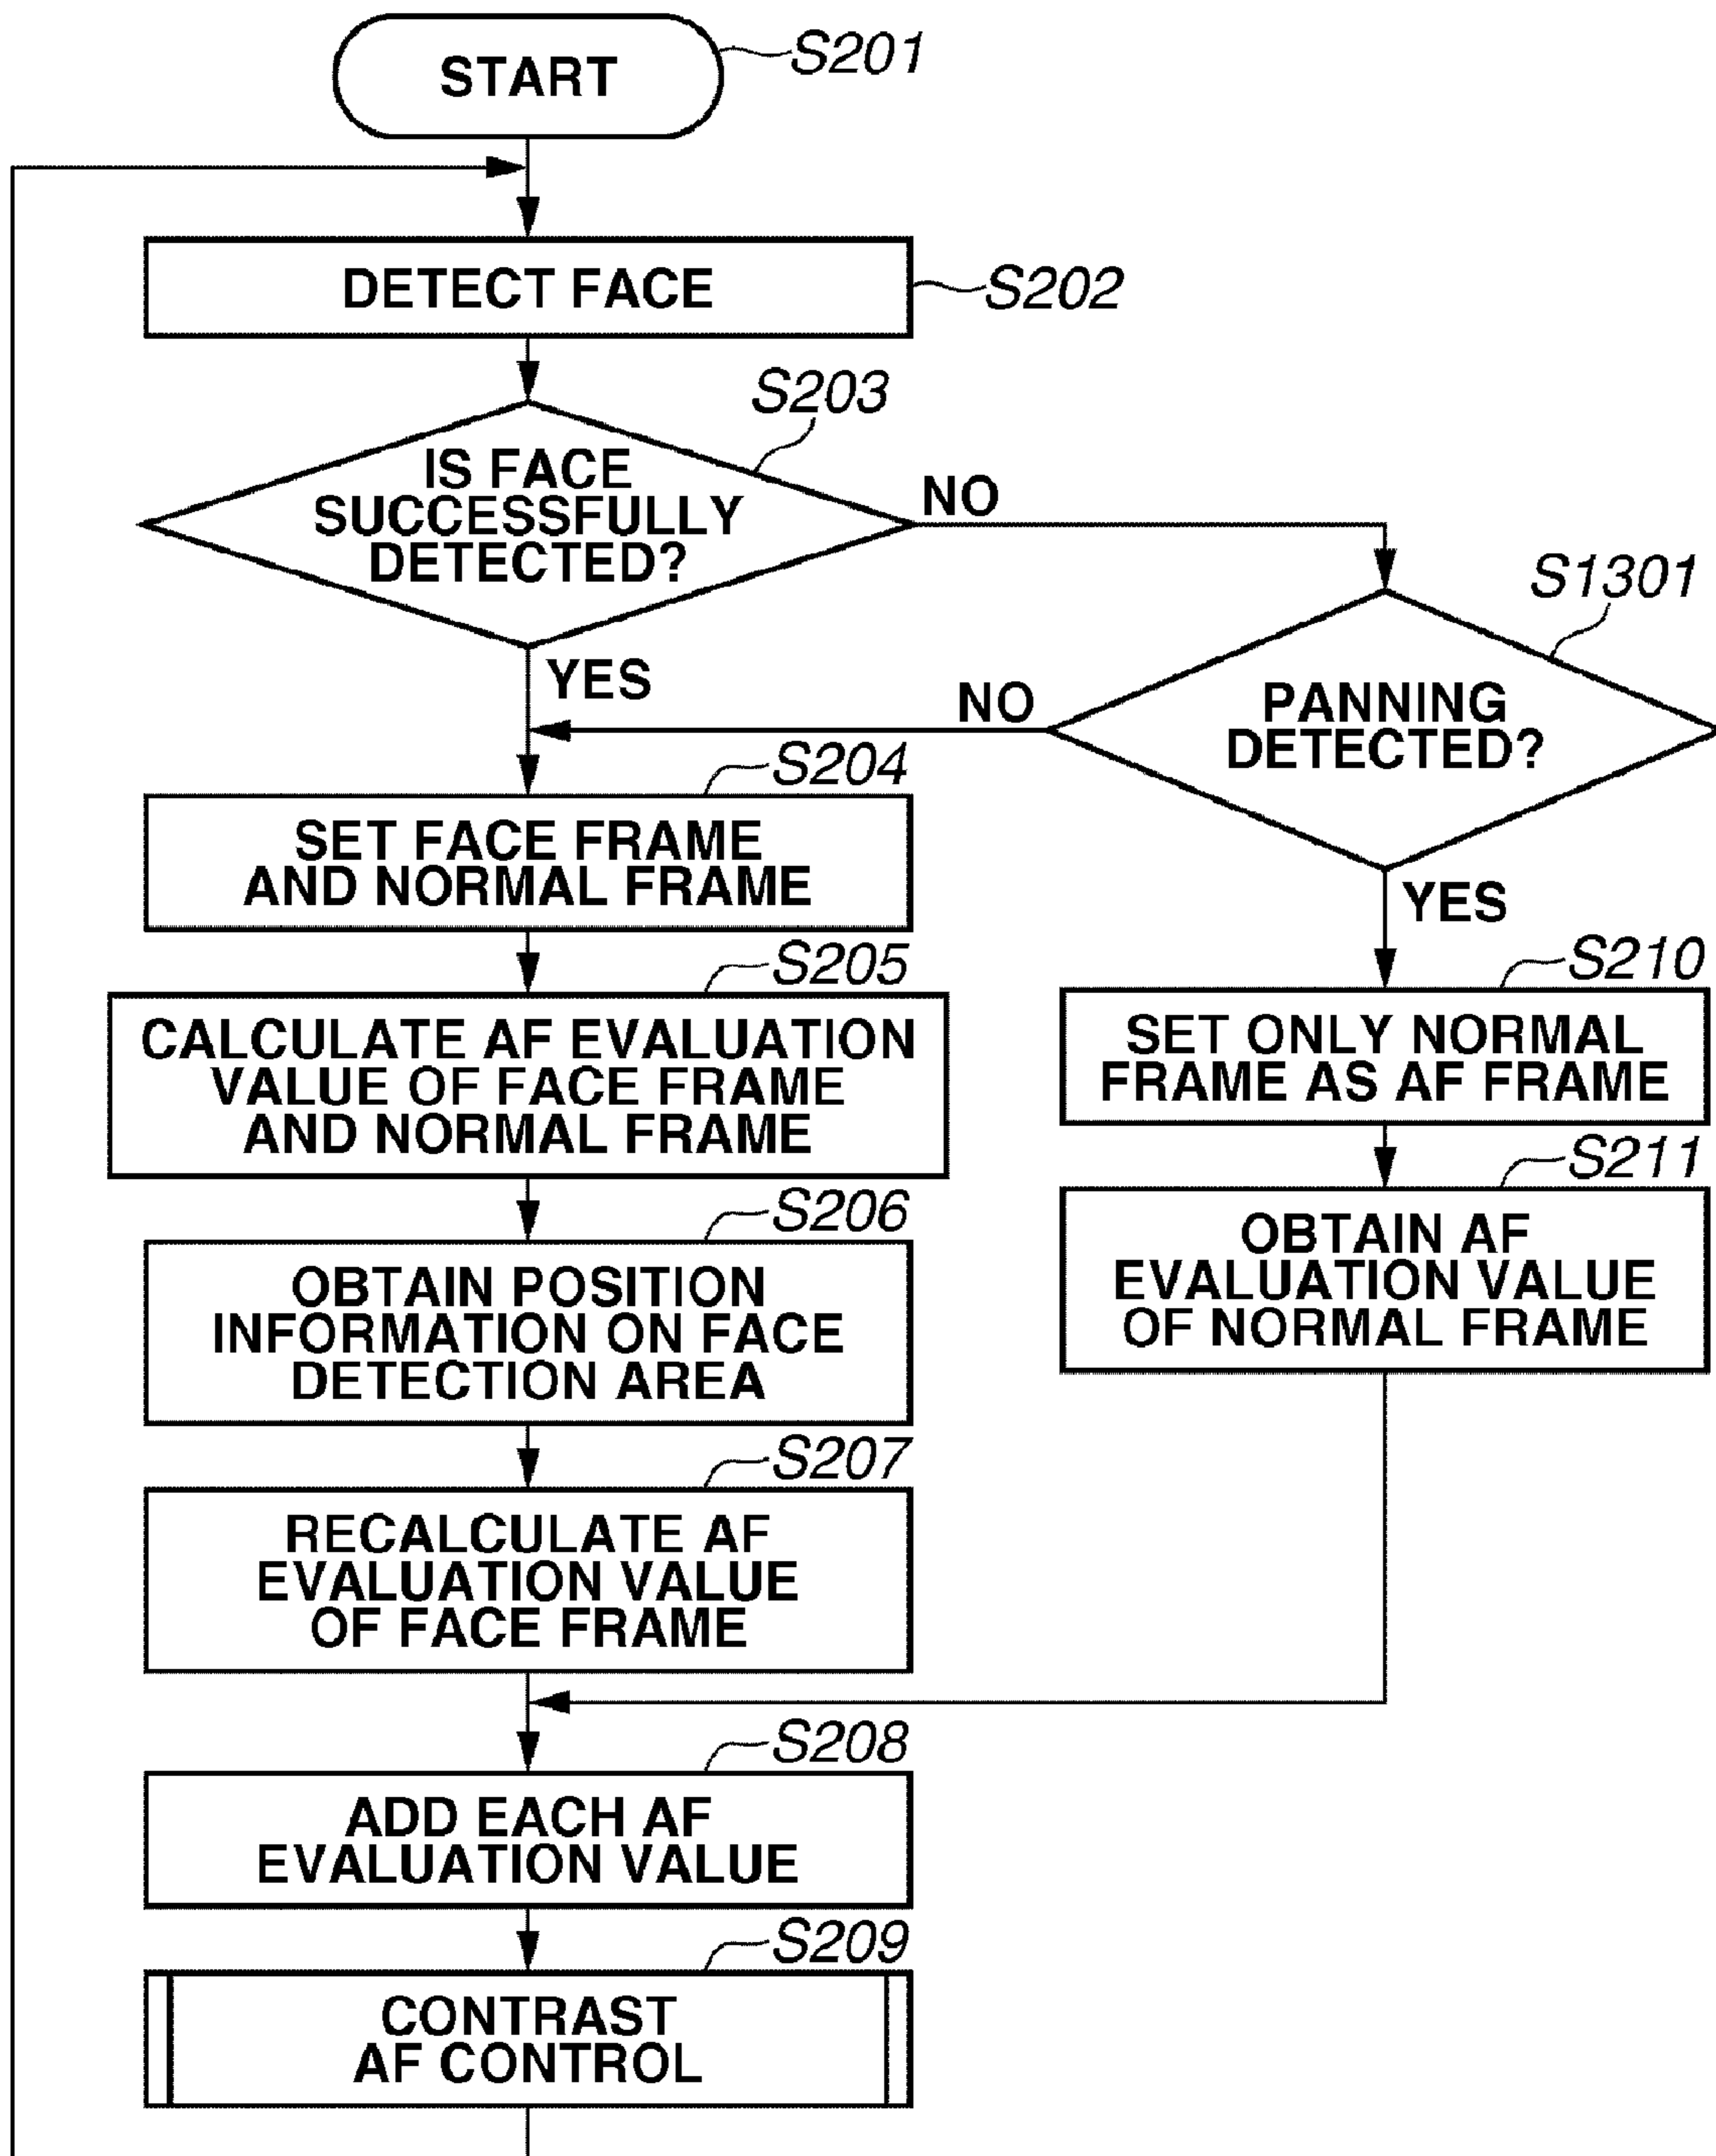 START
S201
DETECT FACE
S202
S203
IS FACE
SUCCESSFULLY
DETECTED?
NO
YES
S1301
PANNING
DETECTED?
NO
YES
S204
SET FACE FRAME
AND NORMAL FRAME
S205
CALCULATE AF EVALUATION
VALUE OF FACE FRAME
AND NORMAL FRAME
S210
SET ONLY NORMAL
FRAME AS AF FRAME
S211
OBTAIN AF
EVALUATION VALUE
OF NORMAL FRAME
S206
OBTAIN POSITION
INFORMATION ON FACE
DETECTION AREA
S207
RECALCULATE AF
EVALUATION VALUE
OF FACE FRAME
S208
ADD EACH AF
EVALUATION VALUE
S209
CONTRAST
AF CONTROL